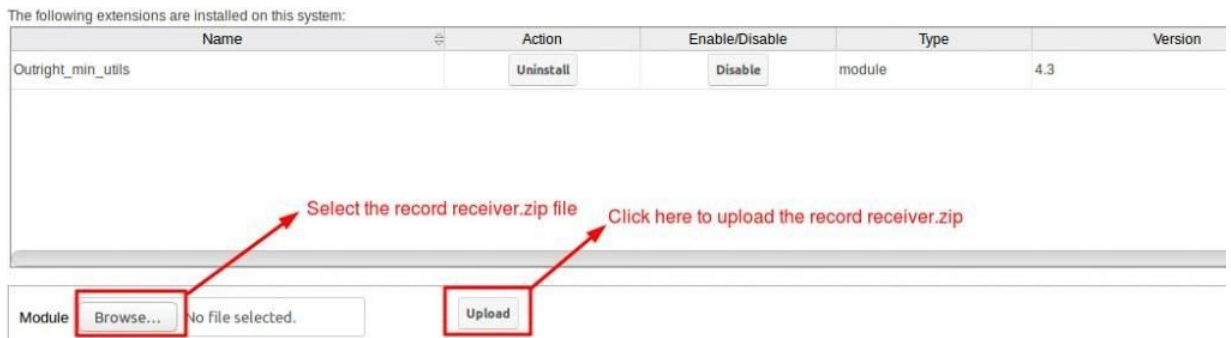 The following extensions are installed on this system:
Name Action Enable/Disable Type Version
Outright_min_utils Uninstall Disable module 4.3
Select the record receiver.zip file
Click here to upload the record receiver.zip
Module Browse... No file selected. Upload